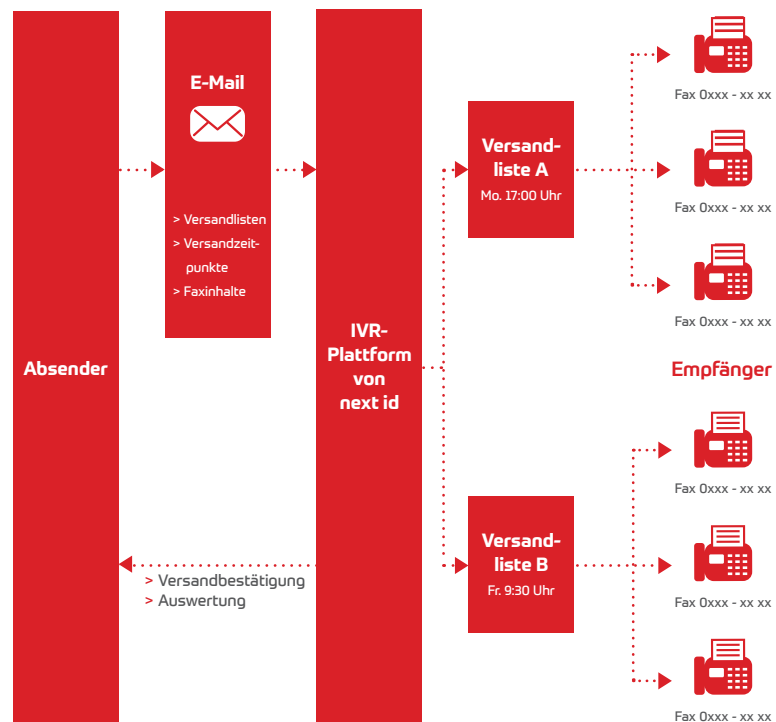 Absender
E-Mail
> Versandlisten
> Versandzeit-
punkte
> Faxinhalte
IVR-
Plattform
von
next id
> Versandbestätigung
> Auswertung
Versand-
liste A
Mo. 17:00 Uhr
Versand-
liste B
Fr. 9:30 Uhr
Fax 0xxx - xx xx
Fax 0xxx - xx xx
Fax 0xxx - xx xx
Empfänger
Fax 0xxx - xx xx
Fax 0xxx - xx xx
Fax 0xxx - xx xx